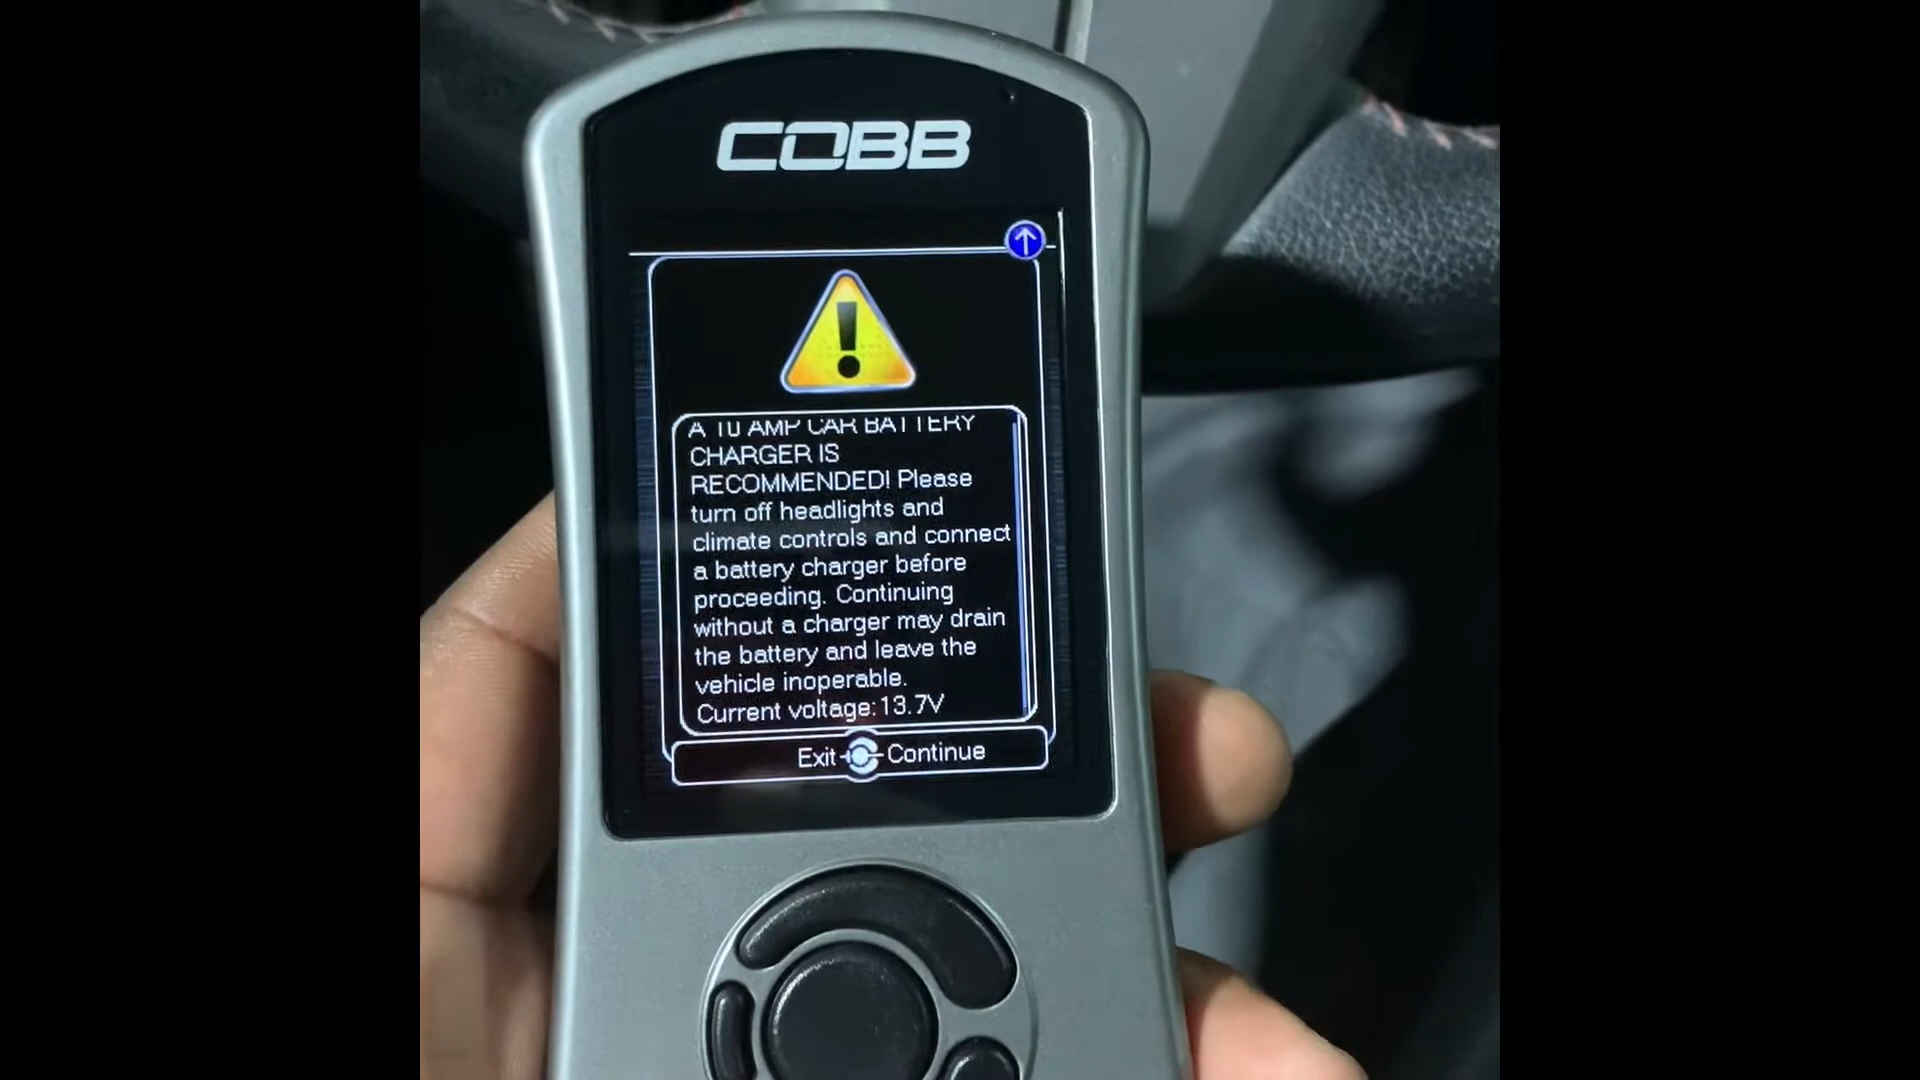 COBB
A 10 AMP CAR BATTERY
CHARGER IS
RECOMMENDED! Please
turn off headlights and
climate controls and connect
a battery charger before
proceeding. Continuing
without a charger may drain
the battery and leave the
vehicle inoperable.
Current voltage:13.7V
Exit Continue